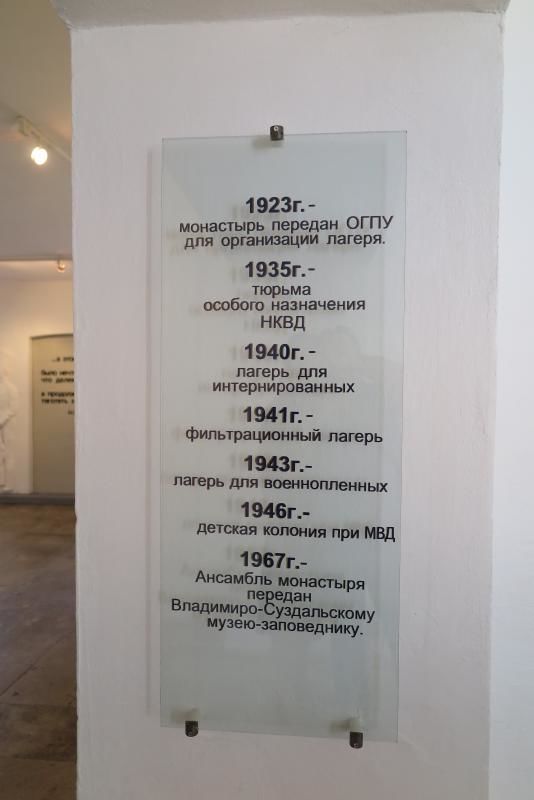 1923г.-
монастырь передан ОГПУ
для организации лагеря.
1935г.-
тюрьма
особого назначения
НКВД
1940г.-
лагерь для
интернированных
1941г.-
фильтрационный лагерь
1943г.-
лагерь для военнопленных
1946г.-
детская колония при МВД
1967г.-
Ансамбль монастыря
передан
Владимиро-Суздальскому
музею-заповеднику.